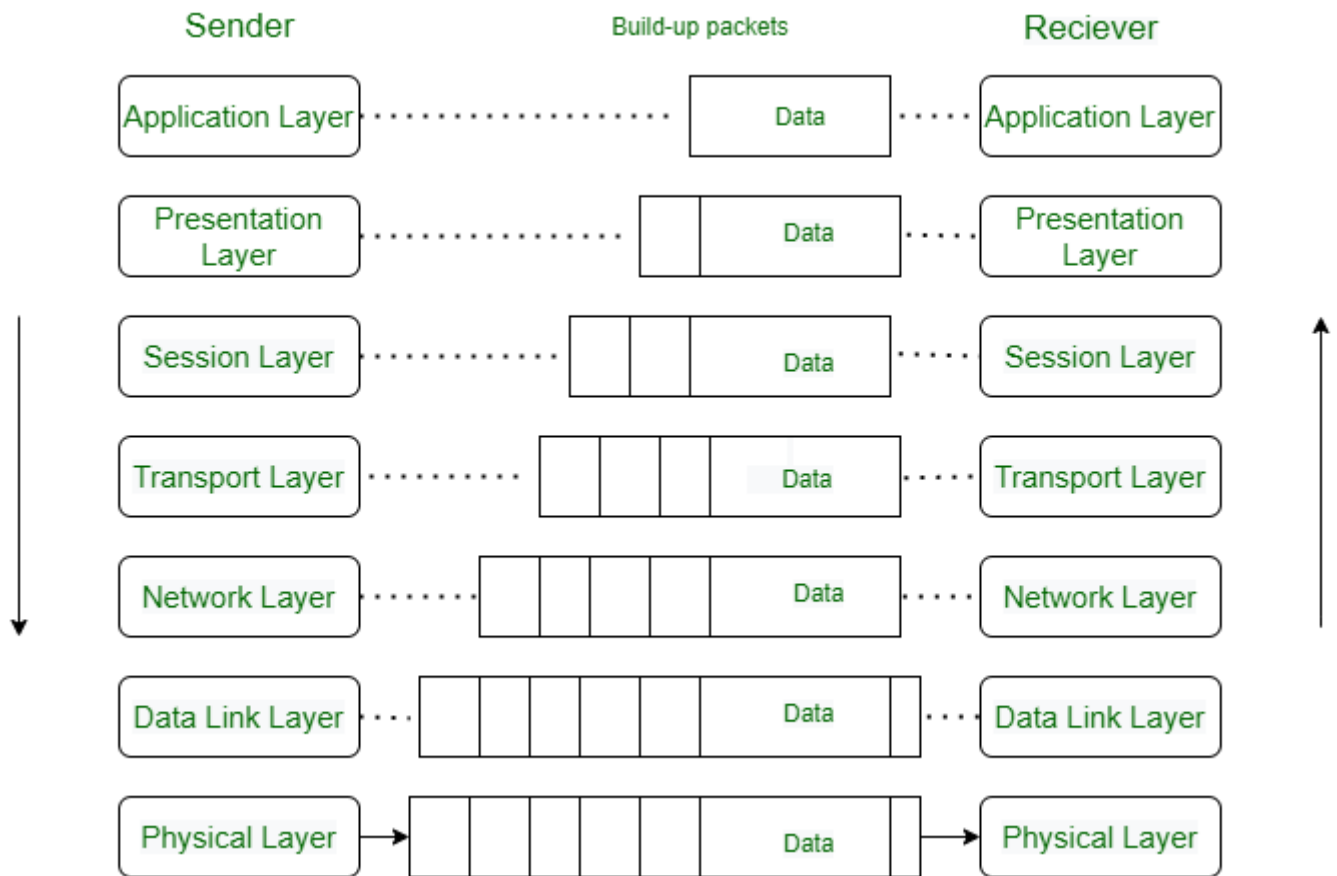 Sender
Build-up packets
Reciever
Application Layer
Data
Application Layer
Presentation
Layer
Data
Presentation
Layer
Session Layer
Data
Session Layer
Transport Layer
Data
Transport Layer
Network Layer
Data
Network Layer
Data Link Layer
Data
Data Link Layer
Physical Layer
Data
Physical Layer